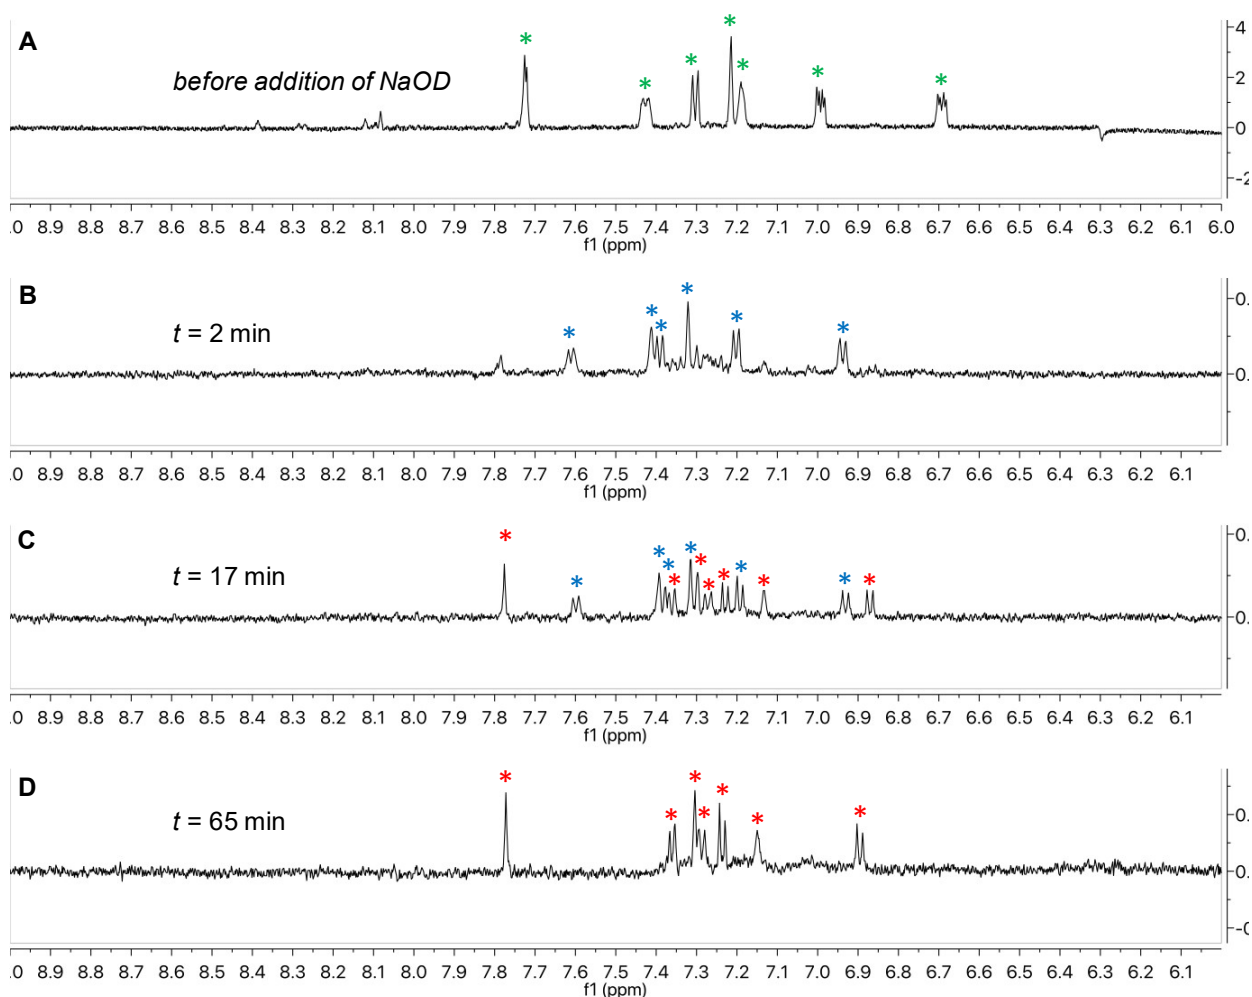 A
before addition of NaOD
* * * * * * *
4
2
0
-2
.0 8.9 8.8 8.7 8.6 8.5 8.4 8.3 8.2 8.1 8.0 7.9 7.8 7.7 7.6 7.5 7.4 7.3 7.2 7.1 7.0 6.9 6.8 6.7 6.6 6.5 6.4 6.3 6.2 6.1 6.0
f1 (ppm)
B
t = 2 min
* * * * * *
0.
0.
.0 8.9 8.8 8.7 8.6 8.5 8.4 8.3 8.2 8.1 8.0 7.9 7.8 7.7 7.6 7.5 7.4 7.3 7.2 7.1 7.0 6.9 6.8 6.7 6.6 6.5 6.4 6.3 6.2 6.1
f1 (ppm)
C
t = 17 min
* * * * * * * * * * * * *
0.
0.
.0 8.9 8.8 8.7 8.6 8.5 8.4 8.3 8.2 8.1 8.0 7.9 7.8 7.7 7.6 7.5 7.4 7.3 7.2 7.1 7.0 6.9 6.8 6.7 6.6 6.5 6.4 6.3 6.2 6.1
f1 (ppm)
D
t = 65 min
* * * * * * *
0.
0.
-0
.0 8.9 8.8 8.7 8.6 8.5 8.4 8.3 8.2 8.1 8.0 7.9 7.8 7.7 7.6 7.5 7.4 7.3 7.2 7.1 7.0 6.9 6.8 6.7 6.6 6.5 6.4 6.3 6.2 6.1
f1 (ppm)